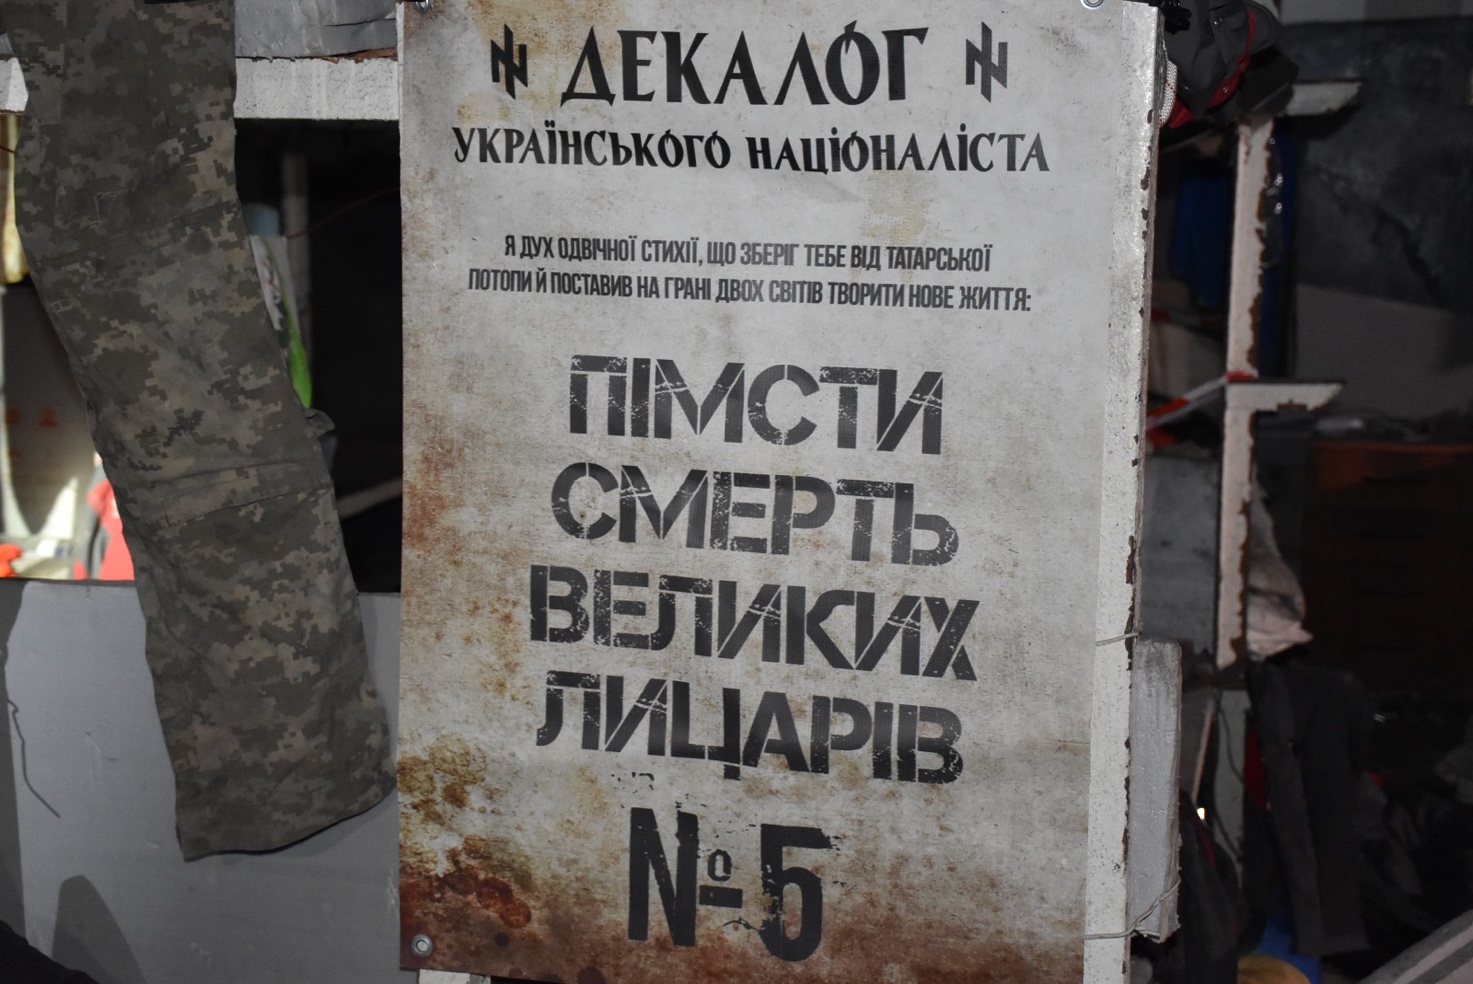 ДЕКАЛОГ
УКРАЇНСЬКОГО НАЦІОНАЛІСТА
Я ДУХ ОДВІЧНОЇ СТИХІЇ, ЩО ЗБЕРІГ ТЕБЕ ВІД ТАТАРСЬКОЇ
ПОТОПИ Й ПОСТАВИВ НА ГРАНІ ДВОХ СВІТІВ ТВОРИТИ НОВЕ ЖИТТЯ:
ПІМСТИ
СМЕРТЬ
ВЕЛИКИХ
ЛИЦАРІВ
№5